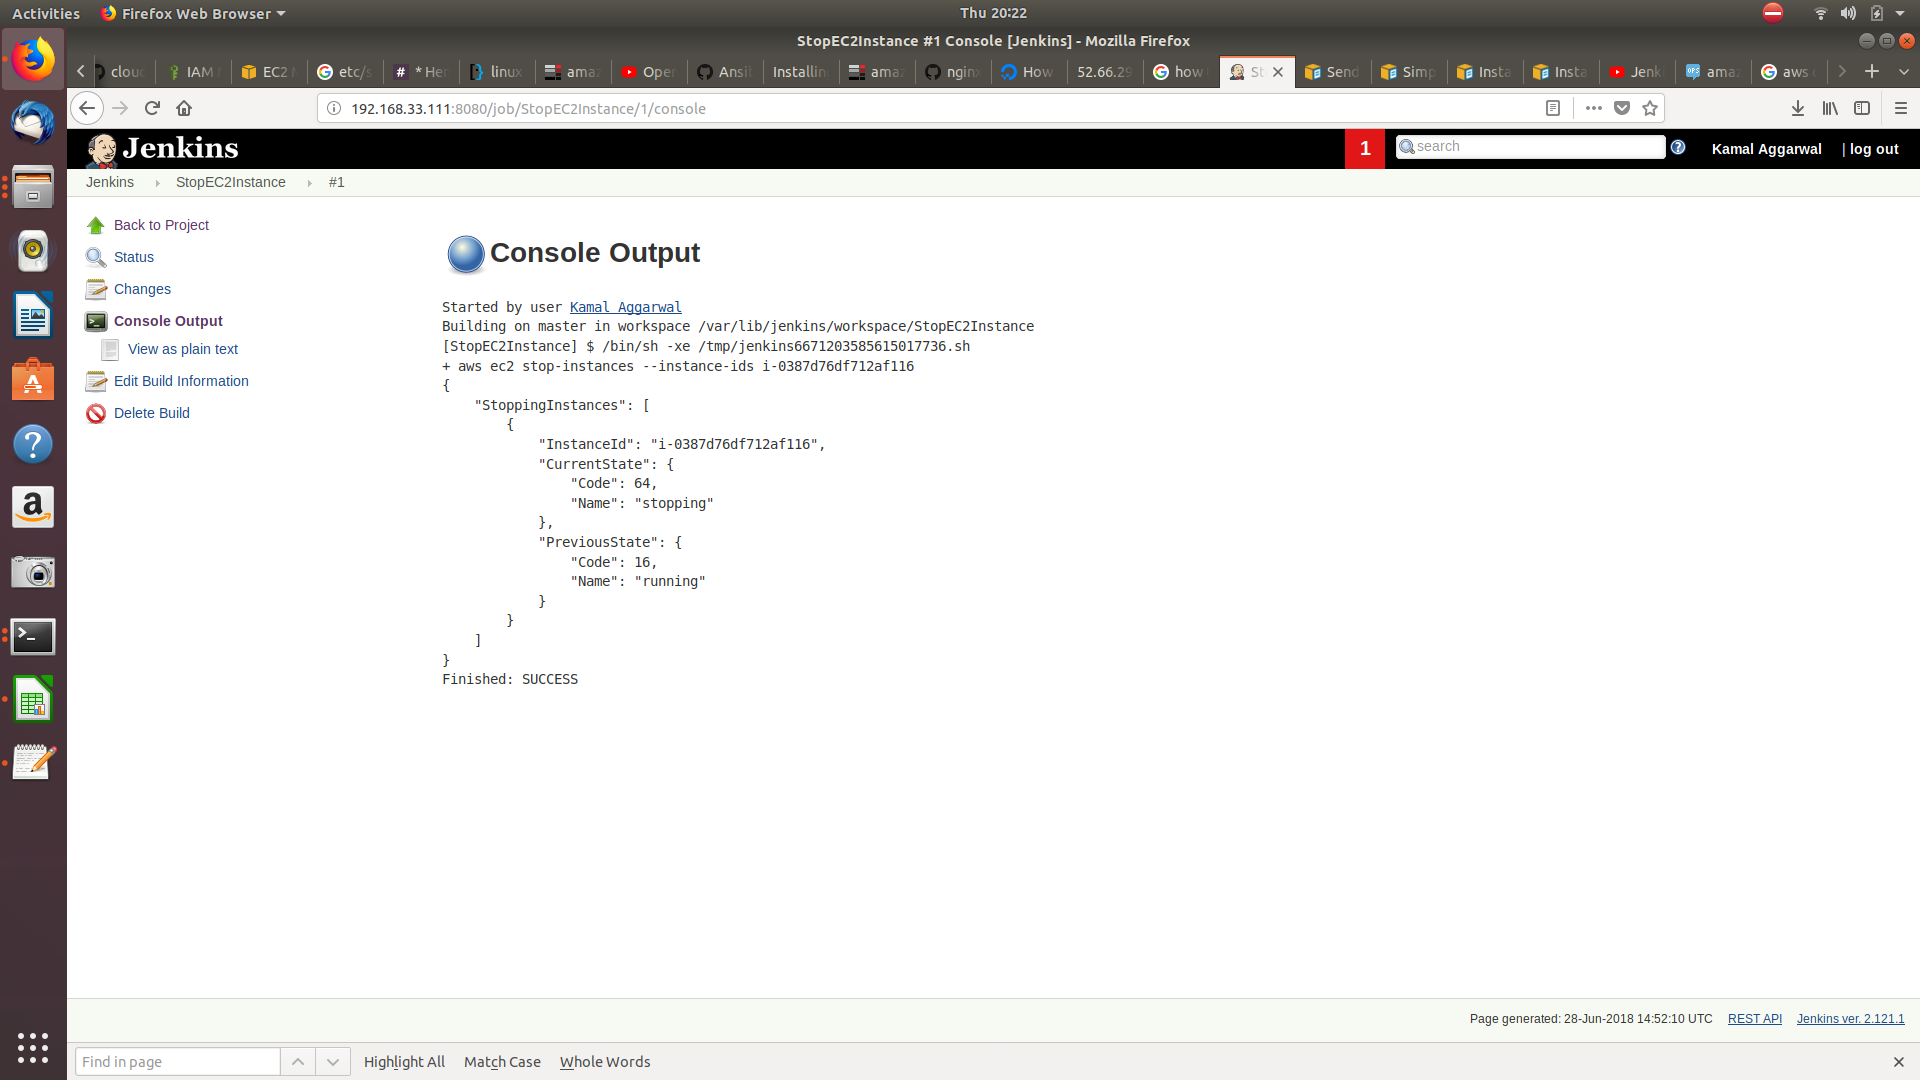 Activities Firefox Web Browser Thu 20:22
StopEC2Instance #1 Console [Jenkins] - Mozilla Firefox
clou IAM EC2 etc/s # * He linux amaz Oper Ansi Installin amaz nginx How 52.66.29 how St Send Simp Insta Insta Jenk amaz aws
192.168.33.111:8080/job/StopEC2Instance/1/console
Jenkins 1 search Kamal Aggarwal | log out
Jenkins StopEC2Instance #1
Back to Project
Status
Changes
Console Output
View as plain text
Edit Build Information
Delete Build
Console Output
Started by user Kamal Aggarwal
Building on master in workspace /var/lib/jenkins/workspace/StopEC2Instance
[StopEC2Instance] $ /bin/sh -xe /tmp/jenkins6671203585615017736.sh
+ aws ec2 stop-instances --instance-ids i-0387d76df712af116
{
    "StoppingInstances": [
        {
            "InstanceId": "i-0387d76df712af116",
            "CurrentState": {
                "Code": 64,
                "Name": "stopping"
            },
            "PreviousState": {
                "Code": 16,
                "Name": "running"
            }
        }
    ]
}
Finished: SUCCESS
Page generated: 28-Jun-2018 14:52:10 UTC REST API Jenkins ver. 2.121.1
Find in page Highlight All Match Case Whole Words